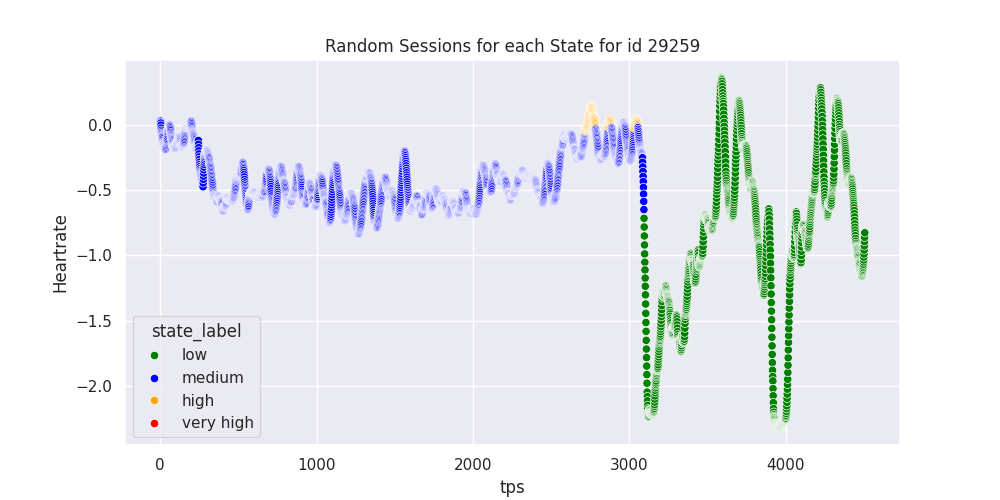 Random Sessions for each State for id 29259
Heartrate
0.0
−0.5
−1.0
−1.5
−2.0
state_label
low
medium
high
very high
0 1000 2000 3000 4000
tps